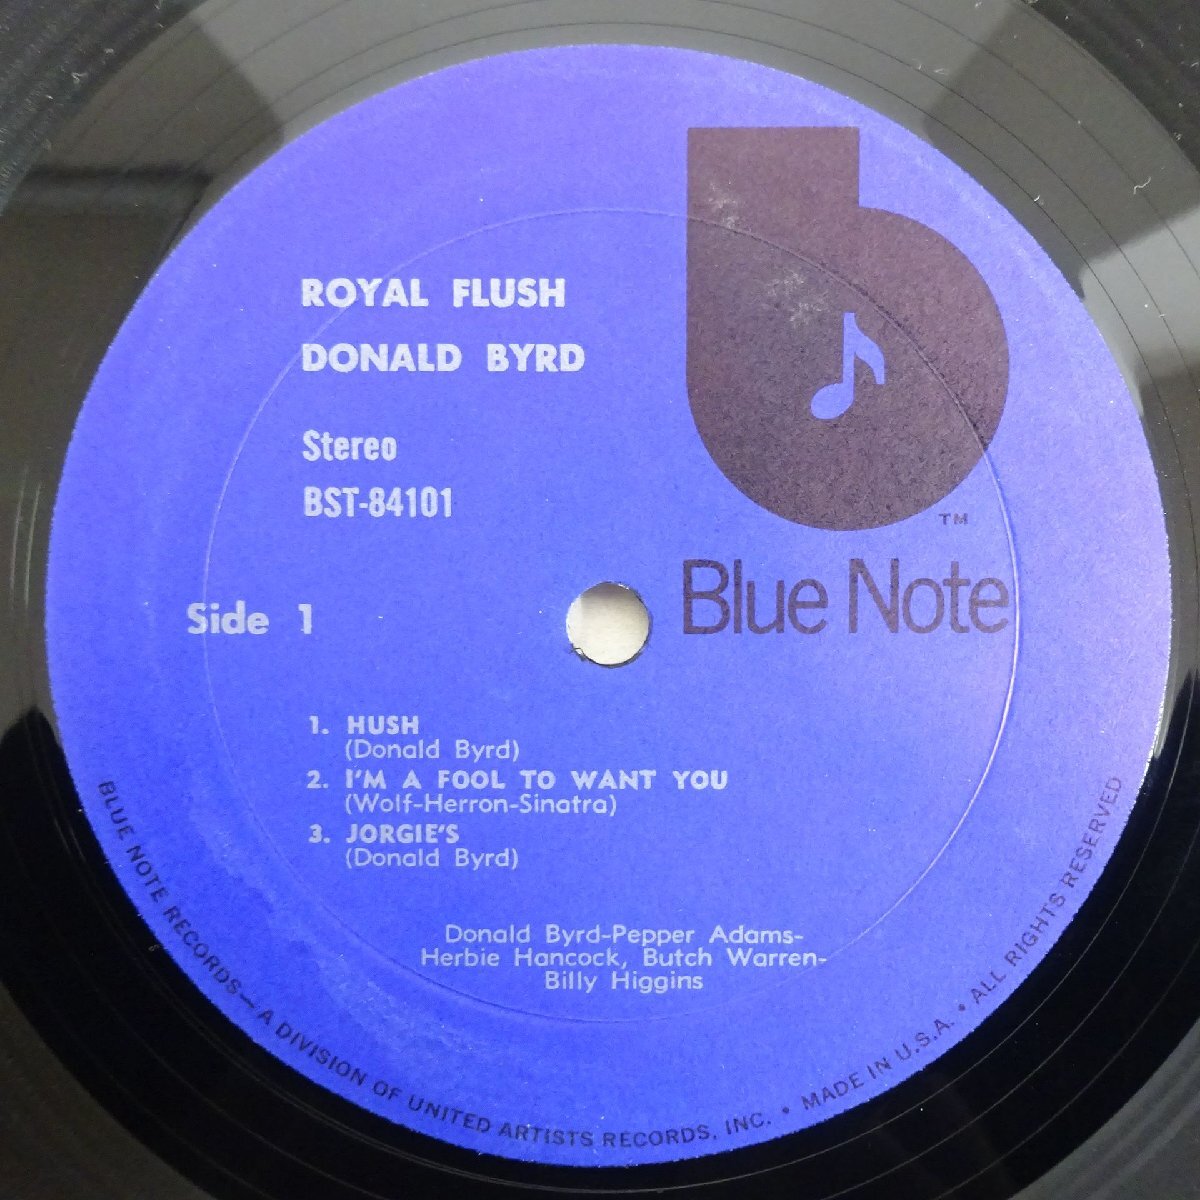 ROYAL FLUSH
DONALD BYRD
Stereo
BST-84101
Side 1
TM
Blue Note
1. HUSH
(Donald Byrd)
2. I'M A FOOL TO WANT YOU
(Wolf-Herron-Sinatra)
3. JORGIE'S
(Donald Byrd)
Donald Byrd-Pepper Adams-
Herbie Hancock, Butch Warren-
Billy Higgins
BLUE NOTE RECORDS—A DIVISION OF UNITED ARTISTS RECORDS, INC. • MADE IN U.S.A. • ALL RIGHTS RESERVED